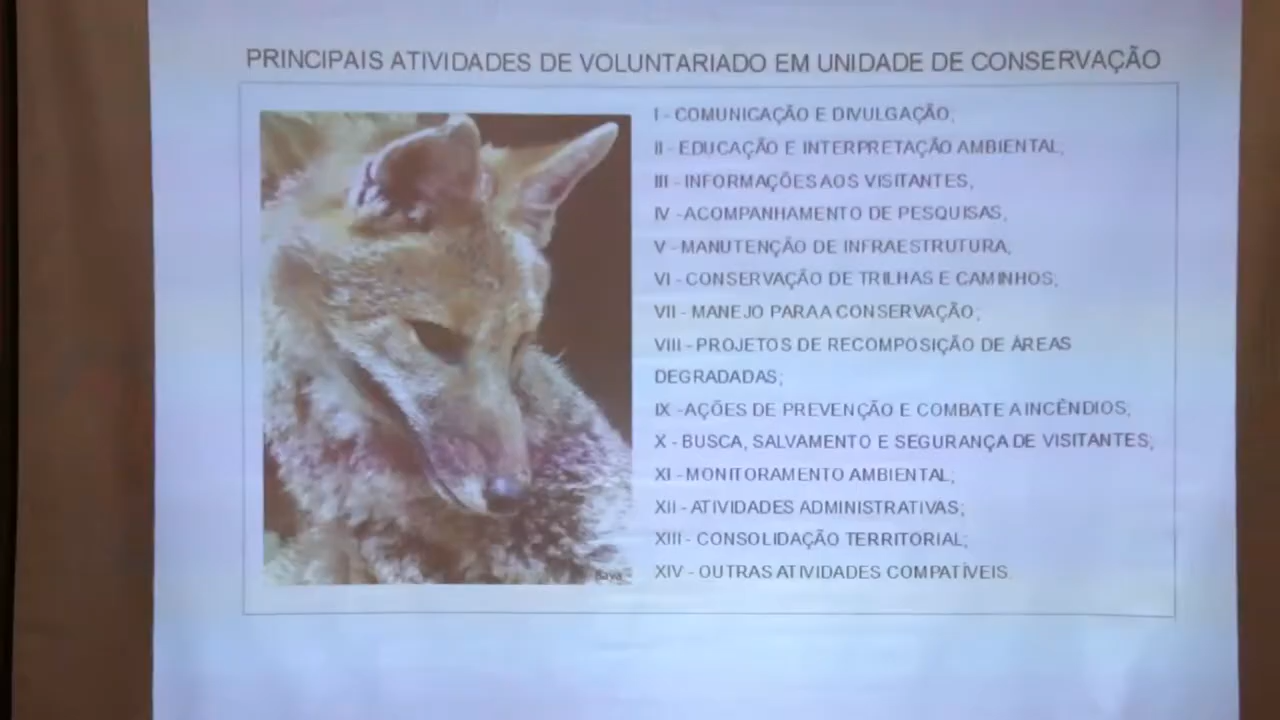 PRINCIPAIS ATIVIDADES DE VOLUNTARIADO EM UNIDADE DE CONSERVAÇÃO
I - COMUNICAÇÃO E DIVULGAÇÃO;
II - EDUCAÇÃO E INTERPRETAÇÃO AMBIENTAL;
III - INFORMAÇÕES AOS VISITANTES;
IV - ACOMPANHAMENTO DE PESQUISAS;
V - MANUTENÇÃO DE INFRAESTRUTURA;
VI - CONSERVAÇÃO DE TRILHAS E CAMINHOS;
VII - MANEJO PARA A CONSERVAÇÃO;
VIII - PROJETOS DE RECOMPOSIÇÃO DE ÁREAS
DEGRADADAS;
IX - AÇÕES DE PREVENÇÃO E COMBATE A INCÊNDIOS;
X - BUSCA, SALVAMENTO E SEGURANÇA DE VISITANTES;
XI - MONITORAMENTO AMBIENTAL;
XII - ATIVIDADES ADMINISTRATIVAS;
XIII - CONSOLIDAÇÃO TERRITORIAL;
XIV - OUTRAS ATIVIDADES COMPATÍVEIS.